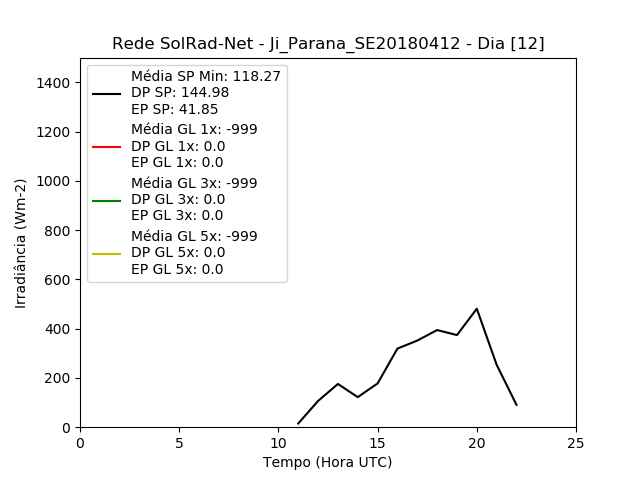 Rede SolRad-Net - Ji_Parana_SE20180412 - Dia [12]
Média SP Min: 118.27
DP SP: 144.98
EP SP: 41.85
Média GL 1x: -999
DP GL 1x: 0.0
EP GL 1x: 0.0
Média GL 3x: -999
DP GL 3x: 0.0
EP GL 3x: 0.0
Média GL 5x: -999
DP GL 5x: 0.0
EP GL 5x: 0.0
Irradiância (Wm-2)
1400
1200
1000
800
600
400
200
0
0 5 10 15 20 25
Tempo (Hora UTC)